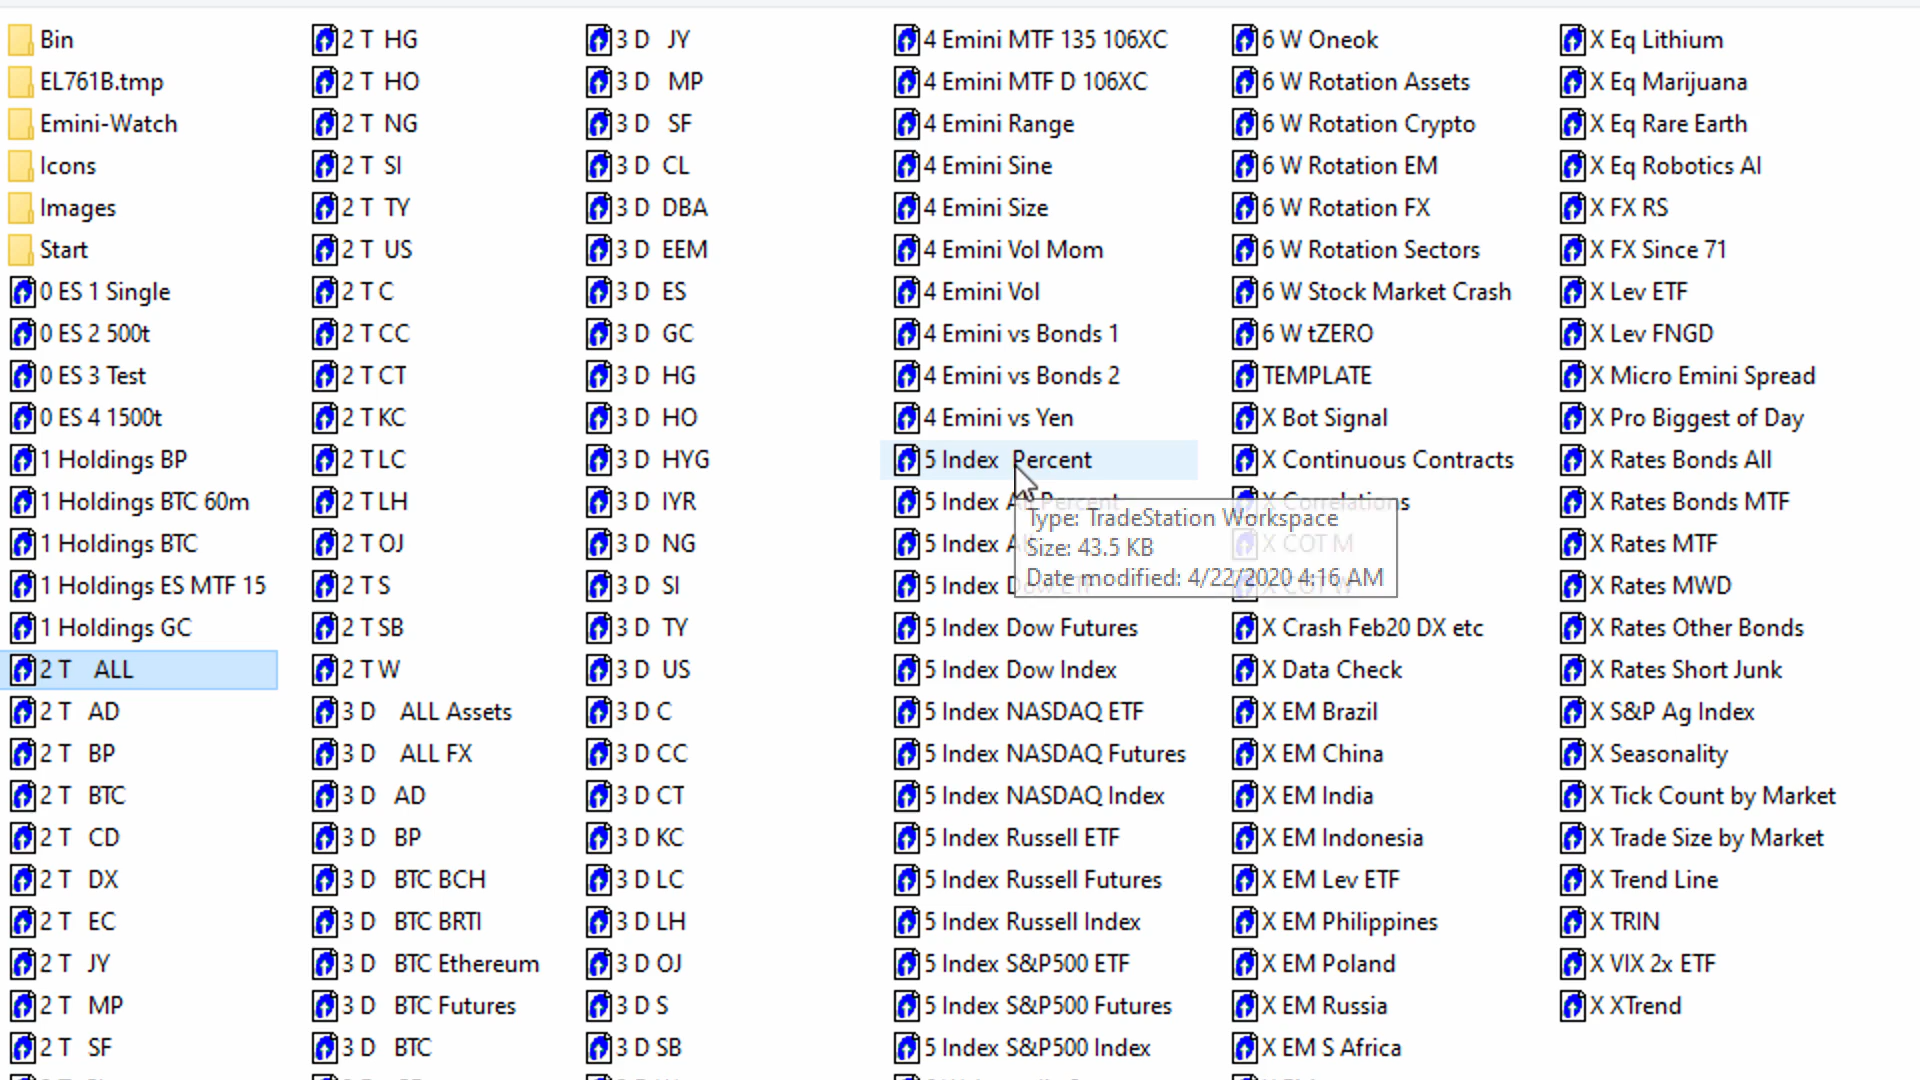 Bin
EL761B.tmp
Emini-Watch
Icons
Images
Start
0 ES 1 Single
0 ES 2 500t
0 ES 3 Test
0 ES 4 1500t
1 Holdings BP
1 Holdings BTC 60m
1 Holdings BTC
1 Holdings ES MTF 15
1 Holdings GC
2 T ALL
2 T AD
2 T BP
2 T BTC
2 T CD
2 T DX
2 T EC
2 T JY
2 T MP
2 T SF
2 T HG
2 T HO
2 T NG
2 T SI
2 T TY
2 T US
2 T C
2 T CC
2 T CT
2 T KC
2 T LC
2 T LH
2 T OJ
2 T S
2 T SB
2 T W
3 D ALL Assets
3 D ALL FX
3 D AD
3 D BP
3 D BTC BCH
3 D BTC BRTI
3 D BTC Ethereum
3 D BTC Futures
3 D BTC
3 D JY
3 D MP
3 D SF
3 D CL
3 D DBA
3 D EEM
3 D ES
3 D GC
3 D HG
3 D HO
3 D HYG
3 D IYR
3 D NG
3 D SI
3 D TY
3 D US
3 D C
3 D CC
3 D CT
3 D KC
3 D LC
3 D LH
3 D OJ
3 D S
3 D SB
4 Emini MTF 135 106XC
4 Emini MTF D 106XC
4 Emini Range
4 Emini Sine
4 Emini Size
4 Emini Vol Mom
4 Emini Vol
4 Emini vs Bonds 1
4 Emini vs Bonds 2
4 Emini vs Yen
5 Index Percent
5 Index Percent
5 Index
5 Index
Type: TradeStation Workspace
Size: 43.5 KB
Date modified: 4/22/2020 4:16 AM
5 Index Dow Futures
5 Index Dow Index
5 Index NASDAQ ETF
5 Index NASDAQ Futures
5 Index NASDAQ Index
5 Index Russell ETF
5 Index Russell Futures
5 Index Russell Index
5 Index S&P500 ETF
5 Index S&P500 Futures
5 Index S&P500 Index
6 W Oneok
6 W Rotation Assets
6 W Rotation Crypto
6 W Rotation EM
6 W Rotation FX
6 W Rotation Sectors
6 W Stock Market Crash
6 W tZERO
TEMPLATE
X Bot Signal
X Continuous Contracts
X Correlations
X COT M
X COT
X Crash Feb20 DX etc
X Data Check
X EM Brazil
X EM China
X EM India
X EM Indonesia
X EM Lev ETF
X EM Philippines
X EM Poland
X EM Russia
X EM S Africa
X Eq Lithium
X Eq Marijuana
X Eq Rare Earth
X Eq Robotics AI
X FX RS
X FX Since 71
X Lev ETF
X Lev FNGD
X Micro Emini Spread
X Pro Biggest of Day
X Rates Bonds All
X Rates Bonds MTF
X Rates MTF
X Rates MWD
X Rates Other Bonds
X Rates Short Junk
X S&P Ag Index
X Seasonality
X Tick Count by Market
X Trade Size by Market
X Trend Line
X TRIN
X VIX 2x ETF
X XTrend